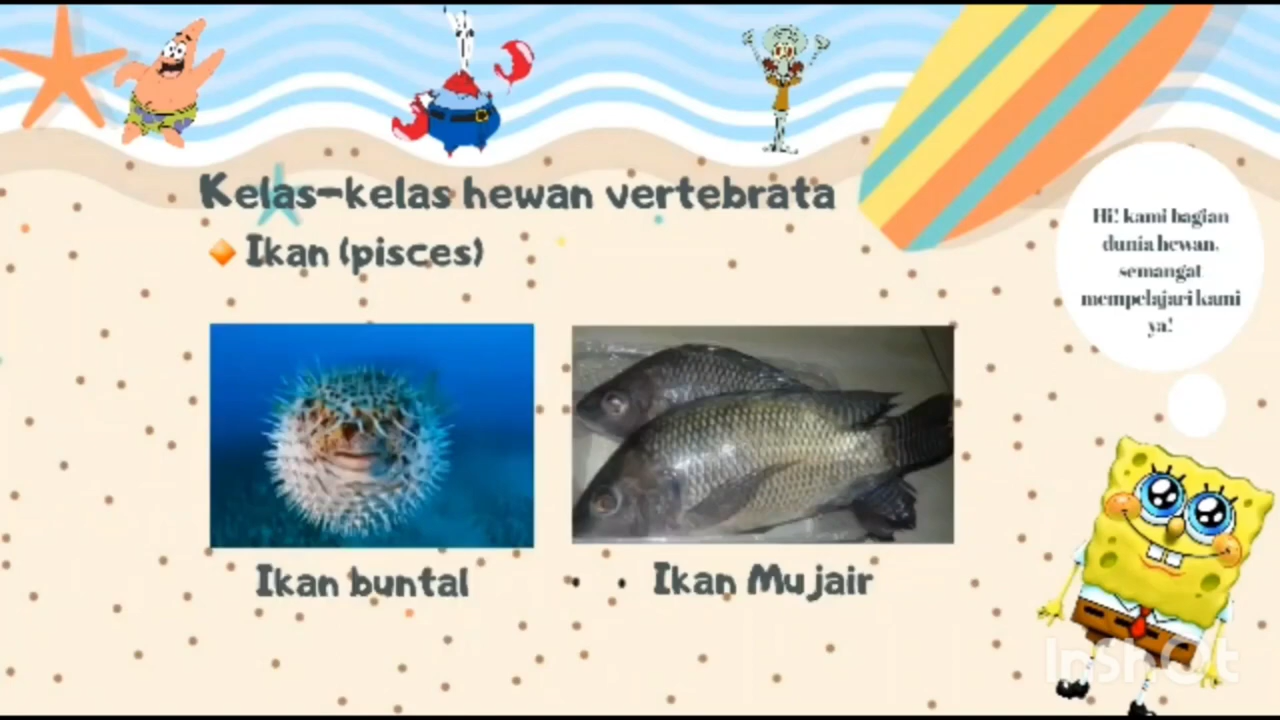 Kelas-kelas hewan vertebrata
Ikan (pisces)
Hi! kami bagian
dunia hewan,
semangat
mempelajari kami
ya!
Ikan buntal
Ikan Mujair
InShOt